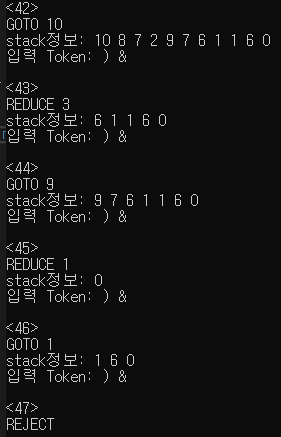 <42>
GOTO 10
stack정보: 10 8 7 2 9 7 6 1 1 6 0
입력 Token: ) &
<43>
REDUCE 3
stack정보: 6 1 1 6 0
입력 Token: ) &
<44>
GOTO 9
stack정보: 9 7 6 1 1 6 0
입력 Token: ) &
<45>
REDUCE 1
stack정보: 0
입력 Token: ) &
<46>
GOTO 1
stack정보: 1 6 0
입력 Token: ) &
<47>
REJECT